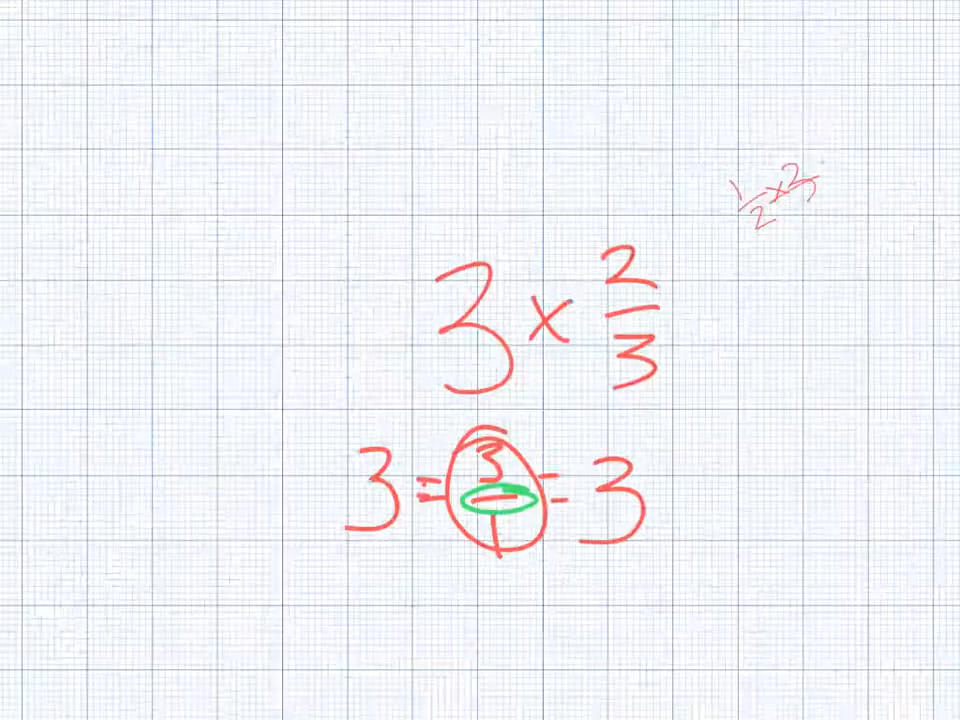 1/2 × 2/3
3 × 2/3
3 = 3/1 = 3